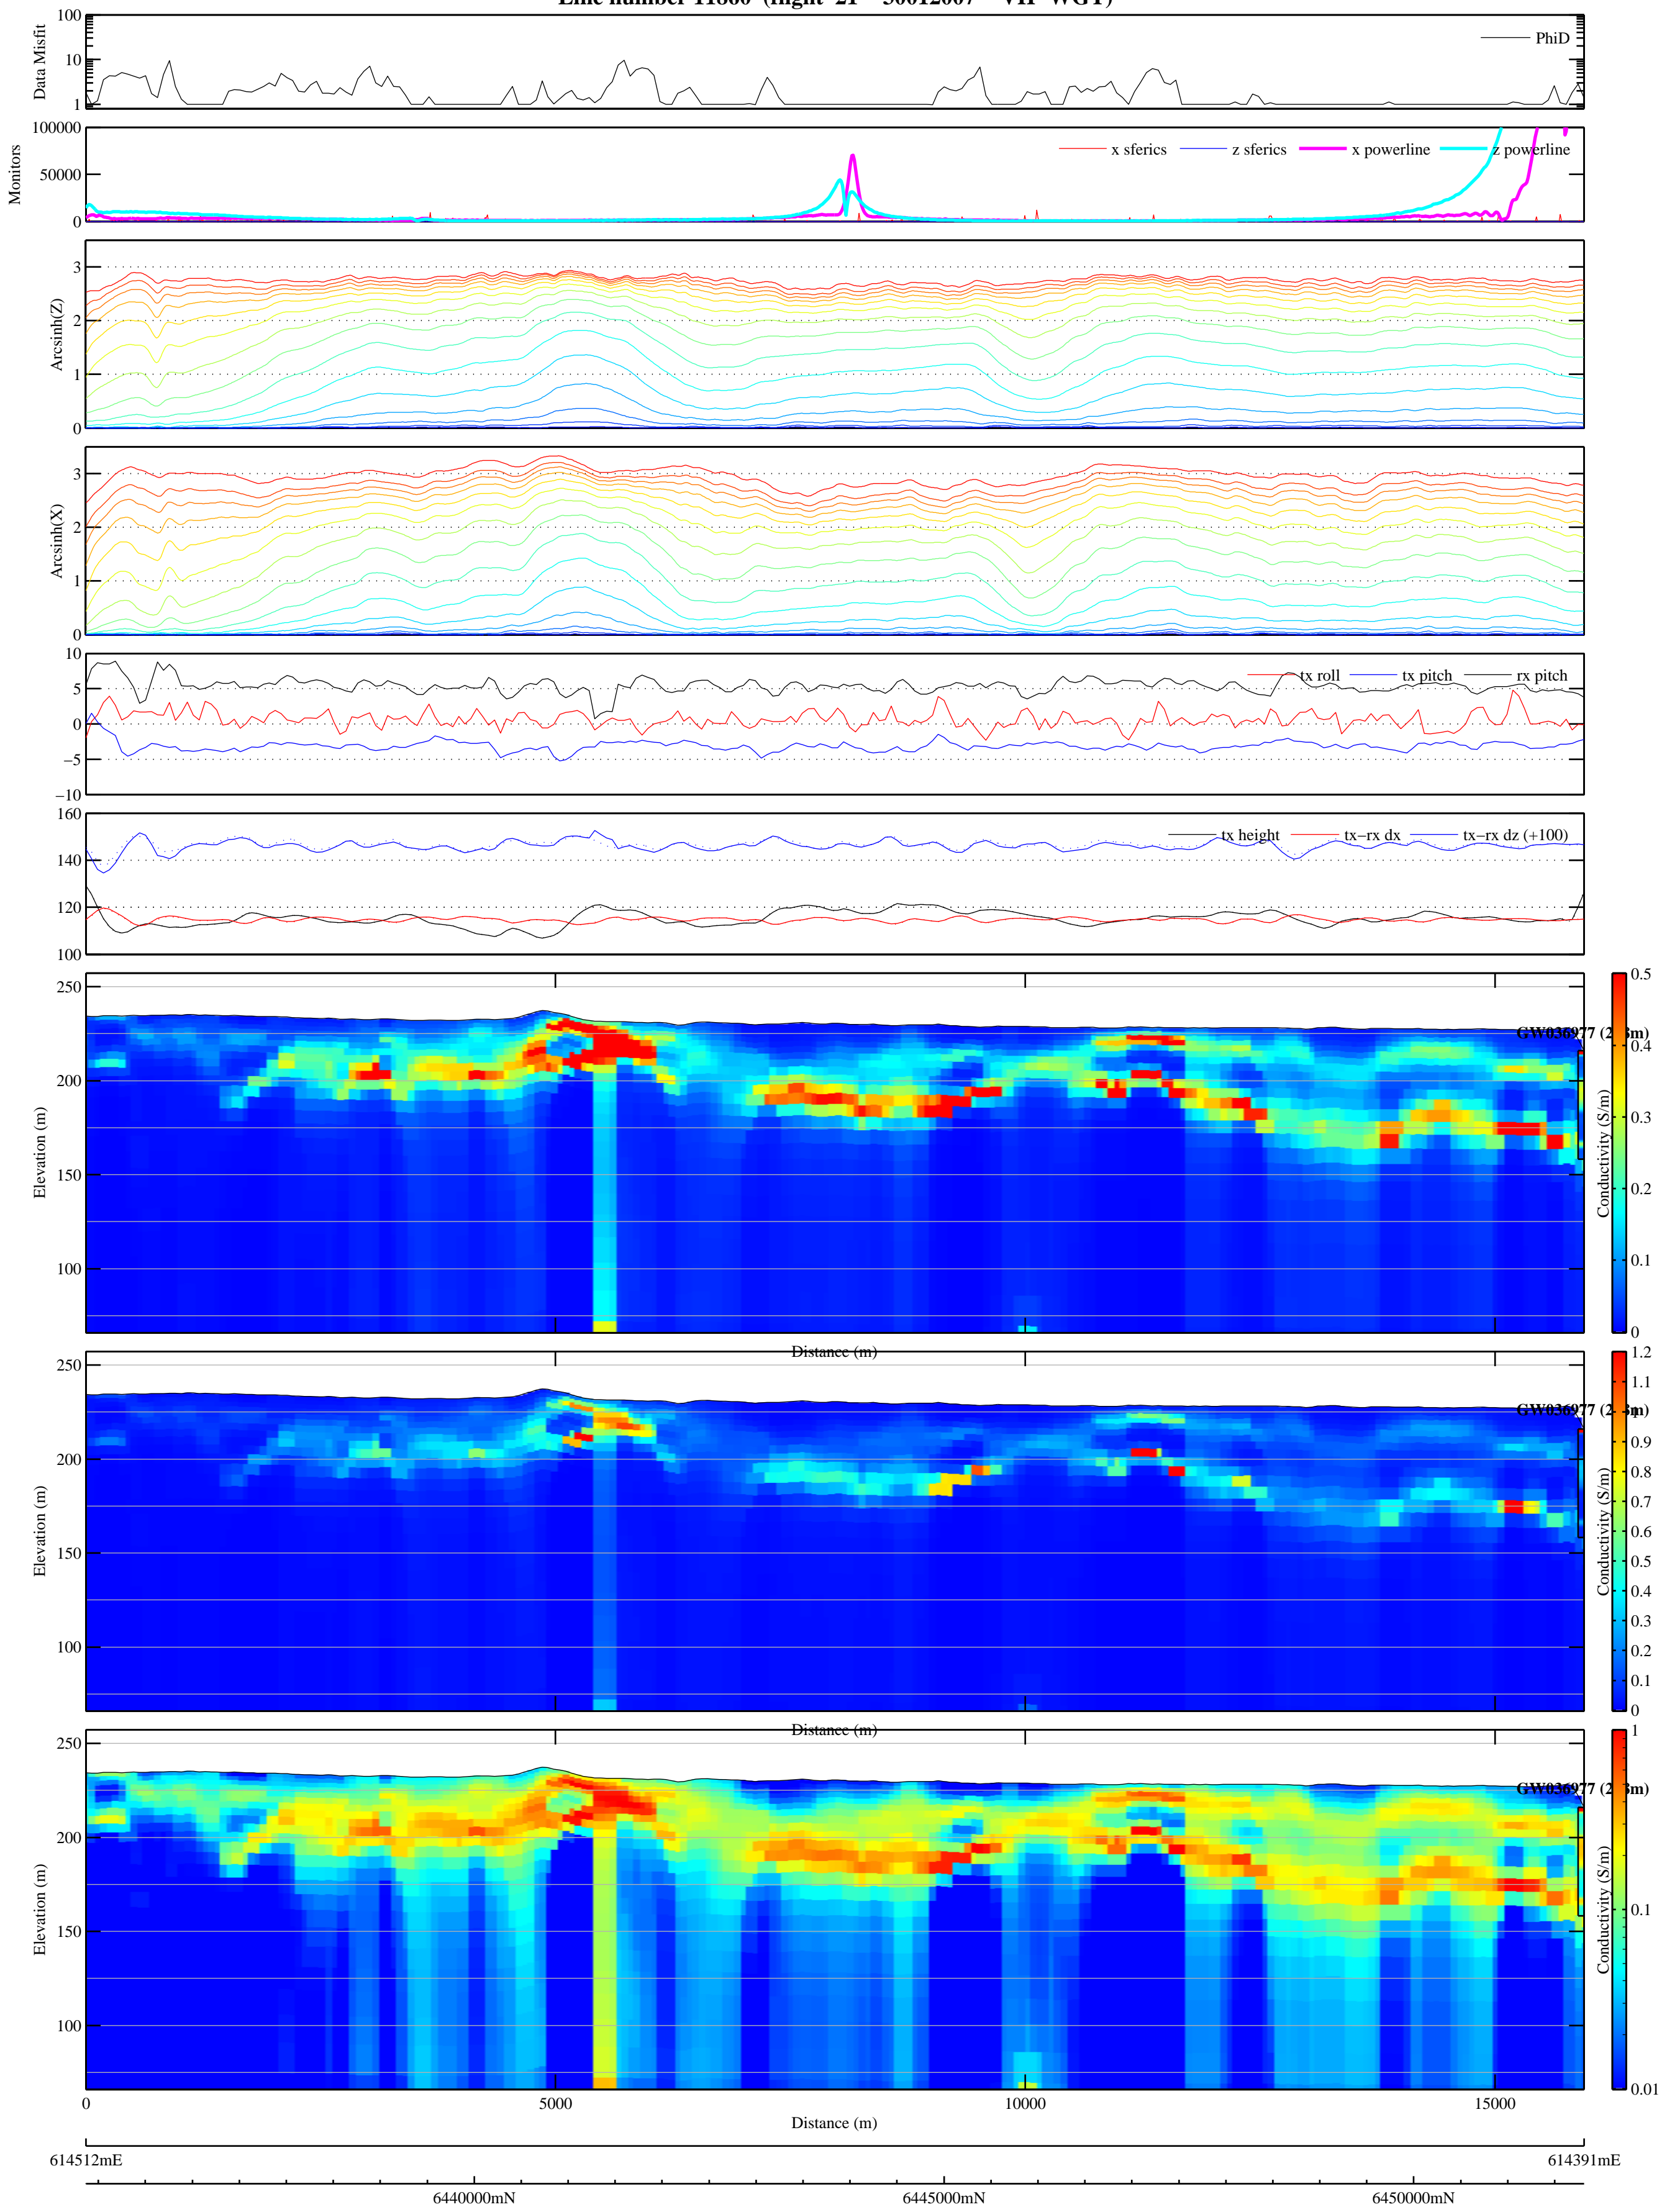 100
10
1
Data Misfit
PhiD
100000
50000
0
Monitors
x sferics
z sferics
x powerline
z powerline
3
2
1
0
Arcsinh(Z)
3
2
1
0
Arcsinh(X)
10
5
0
−5
−10
tx roll
tx pitch
rx pitch
160
140
120
100
tx height
tx−rx dx
tx−rx dz (+100)
250
200
150
100
Elevation (m)
GW036977
0.5
0.4
0.3
0.2
0.1
0
Conductivity (S/m)
Distance (m)
250
200
150
100
Elevation (m)
GW036977
1.2
1.1
1
0.9
0.8
0.7
0.6
0.5
0.4
0.3
0.2
0.1
0
Conductivity (S/m)
Distance (m)
250
200
150
100
Elevation (m)
GW036977
1
0.1
0.01
Conductivity (S/m)
0
5000
10000
15000
Distance (m)
614512mE
614391mE
6440000mN
6445000mN
6450000mN